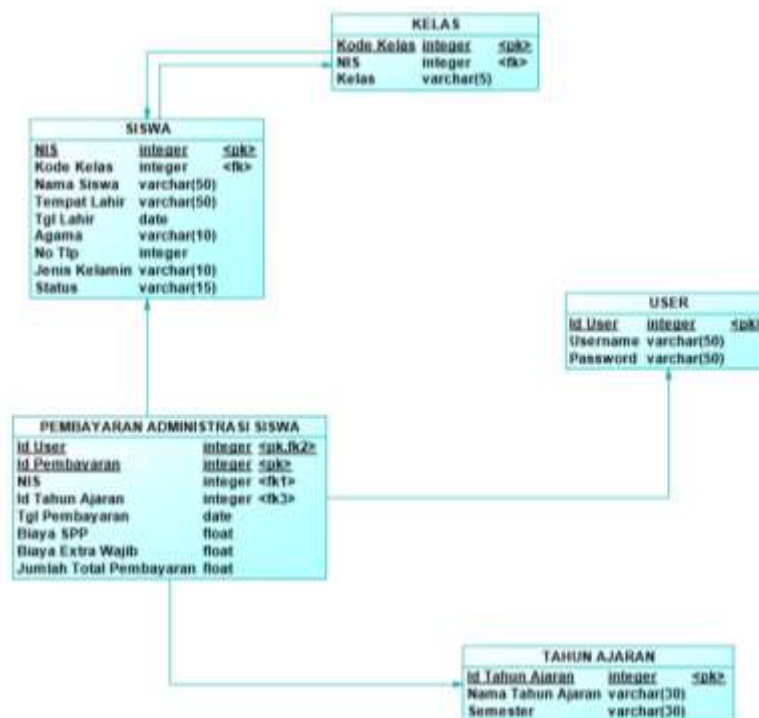 KELAS
Kode Kelas integer <pk>
NIS integer <fk>
Kelas varchar(5)
SISWA
NIS integer <pk>
Kode Kelas integer <fk>
Nama Siswa varchar(50)
Tempat Lahir varchar(50)
Tgl Lahir date
Agama varchar(10)
No Tlp integer
Jenis Kelamin varchar(10)
Status varchar(15)
USER
Id User integer <pk>
Username varchar(50)
Password varchar(50)
PEMBAYARAN ADMINISTRASI SISWA
Id User integer <pk,fk2>
Id Pembayaran integer <pk>
NIS integer <fk1>
Id Tahun Ajaran integer <fk3>
Tgl Pembayaran date
Biaya SPP float
Biaya Extra Wajib float
Jumlah Total Pembayaran float
TAHUN AJARAN
Id Tahun Ajaran integer <pk>
Nama Tahun Ajaran varchar(30)
Semester varchar(30)